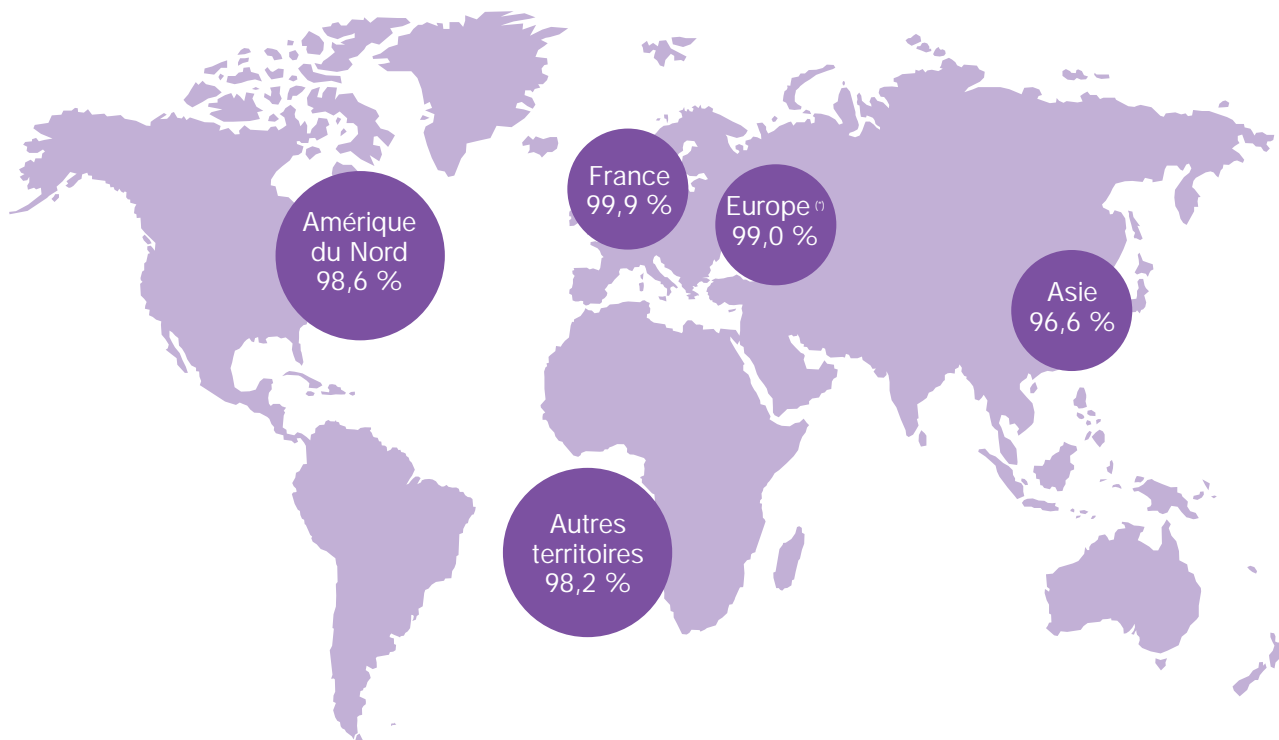 France
99,9 %
Europe (*)
99,0 %
Amérique
du Nord
98,6 %
Asie
96,6 %
Autres
territoires
98,2 %